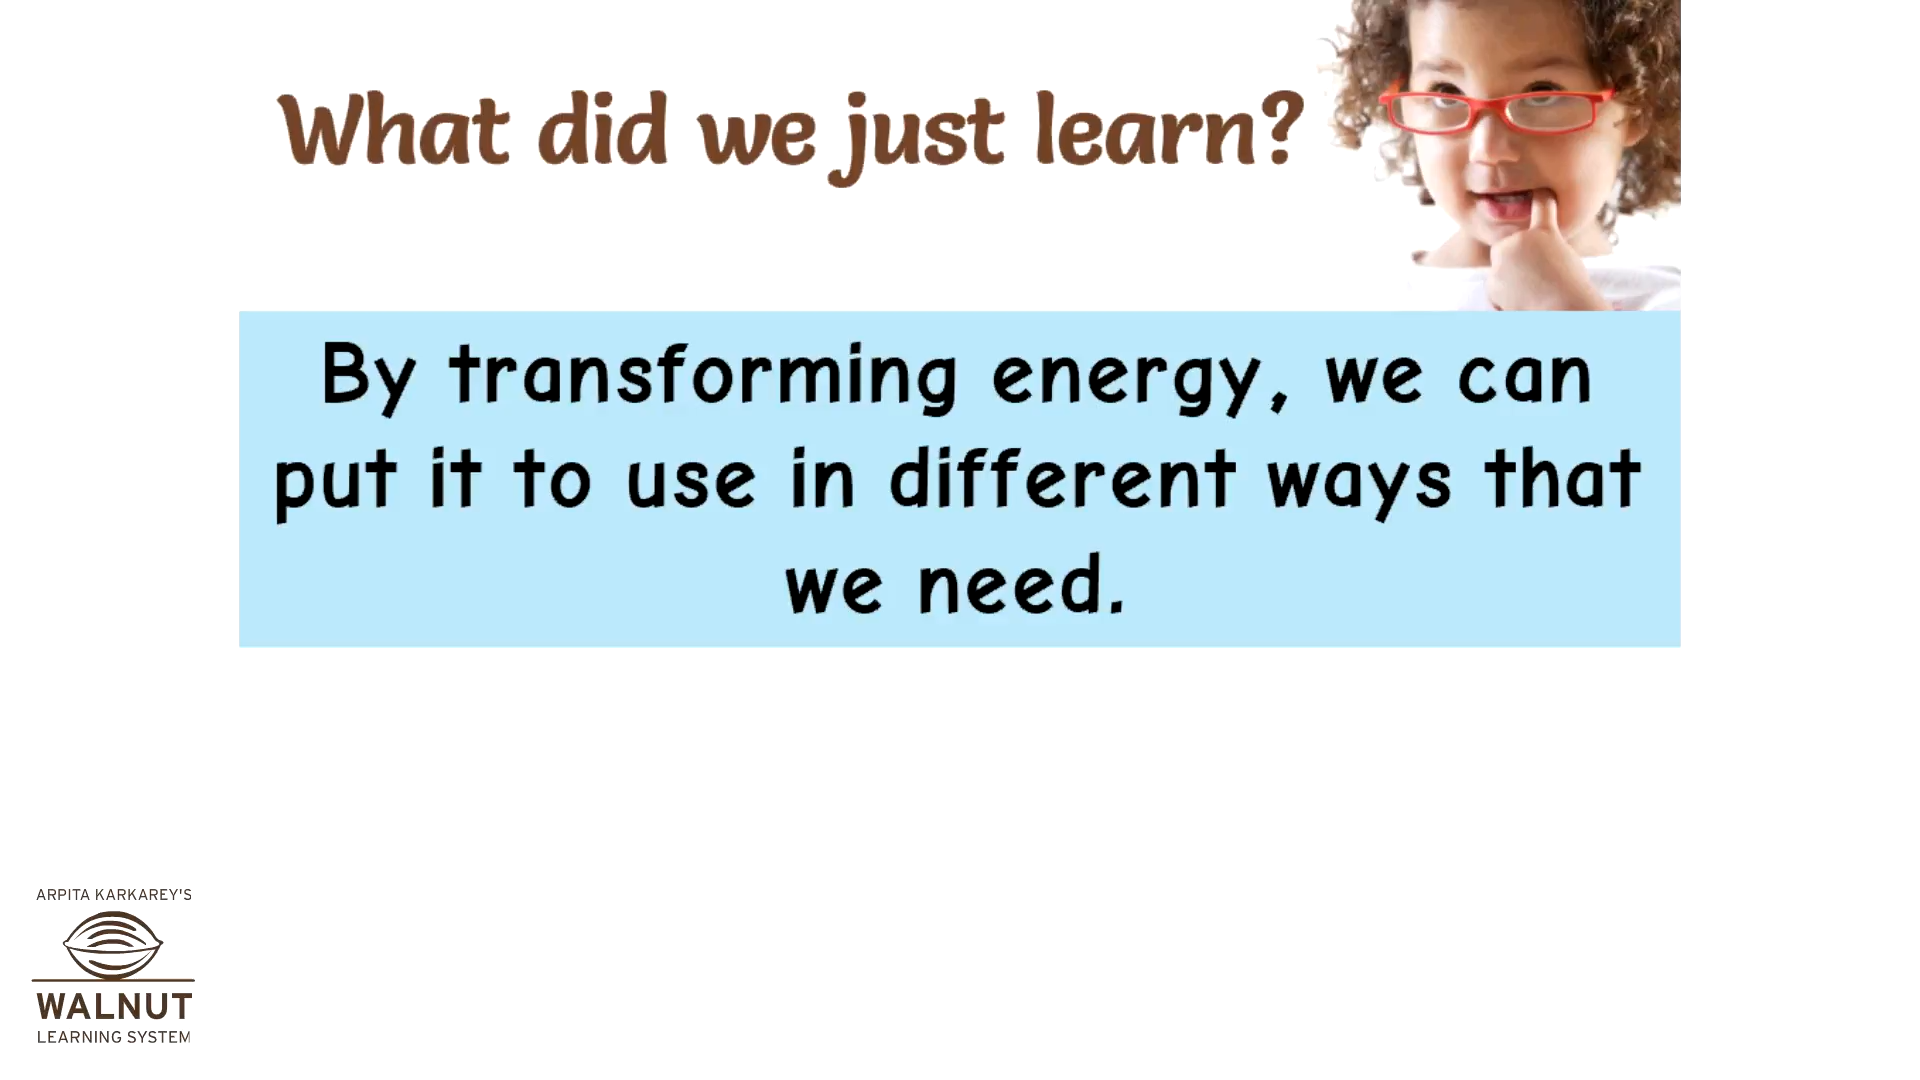 What did we just learn?
By transforming energy, we can
put it to use in different ways that
we need.
ARPITA KARKAREY'S
WALNUT
LEARNING SYSTEM